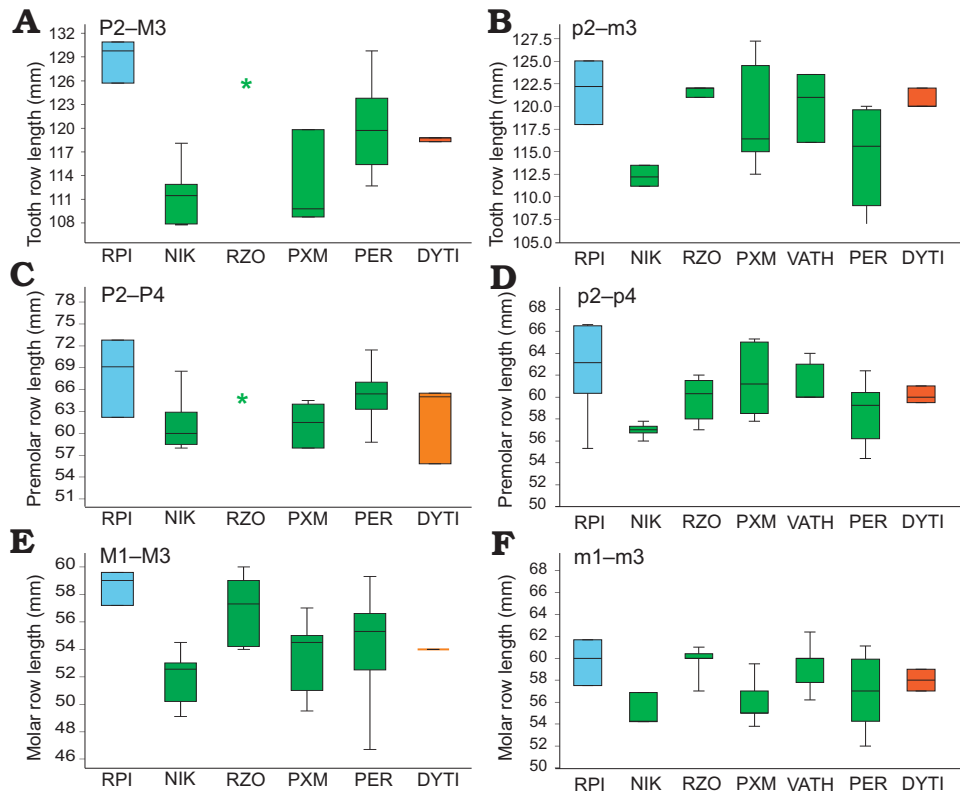 A
P2–M3
Tooth row length (mm)
132
129
126
123
120
117
114
111
108
RPI NIK RZO PXM PER DYTI
*
B
p2–m3
Tooth row length (mm)
127.5
125.0
122.5
120.0
117.5
115.0
112.5
110.0
107.5
105.0
RPI NIK RZO PXM VATH PER DYTI
C
P2–P4
Premolar row length (mm)
78
75
72
69
66
63
60
57
54
51
RPI NIK RZO PXM PER DYTI
*
D
p2–p4
Premolar row length (mm)
68
66
64
62
60
58
56
54
52
50
RPI NIK RZO PXM VATH PER DYTI
E
M1–M3
Molar row length (mm)
60
58
56
54
52
50
48
46
RPI NIK RZO PXM PER DYTI
F
m1–m3
Molar row length (mm)
68
66
64
62
60
58
56
54
52
50
RPI NIK RZO PXM VATH PER DYTI